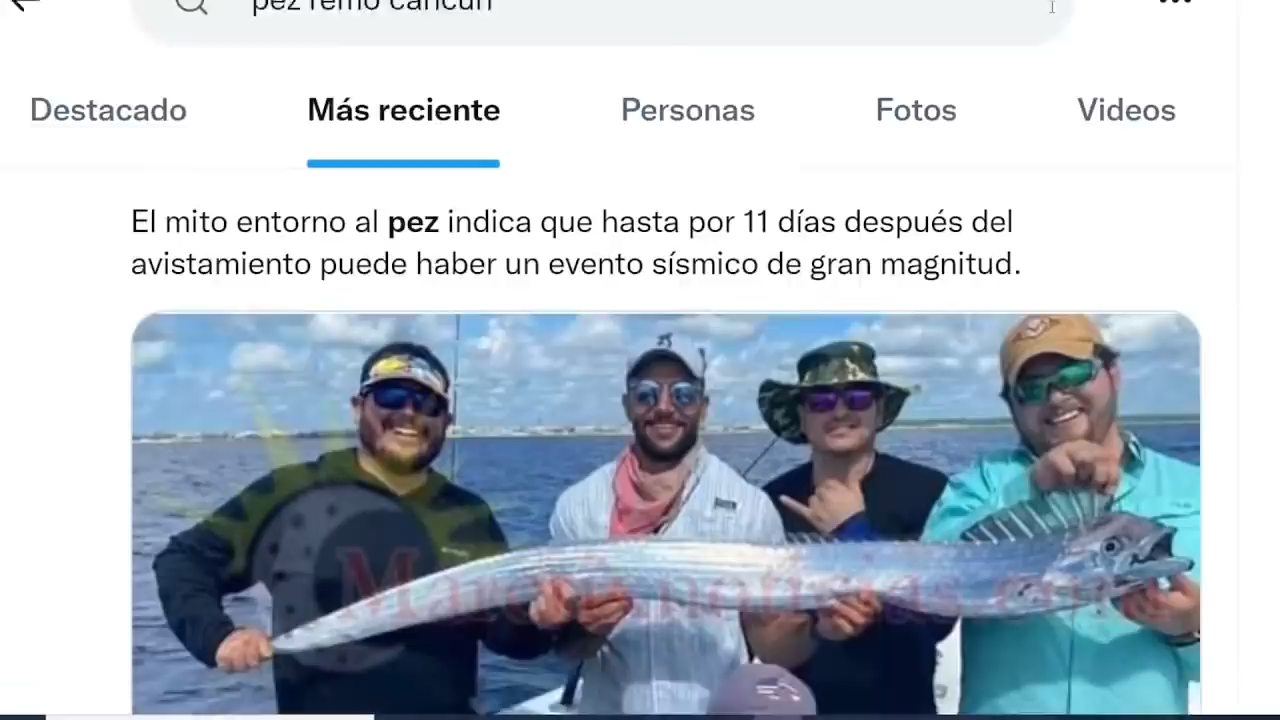 pez remo cancun
Destacado
Más reciente
Personas
Fotos
Videos
El mito entorno al pez indica que hasta por 11 días después del
avistamiento puede haber un evento sísmico de gran magnitud.